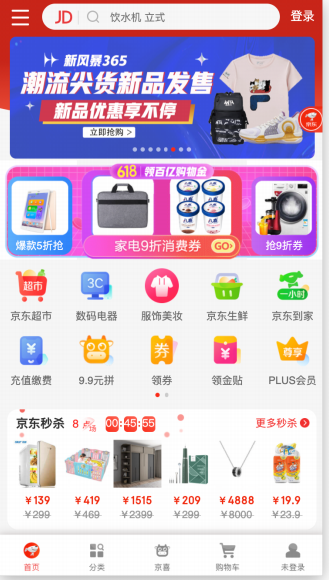 JD 饮水机 立式 登录
新风暴365
潮流尖货新品发售
新品优惠享不停
立即抢购 >
京东
618 领百亿购物金
爆款5折抢 家电9折消费券 GO> 抢9折券
超市 3C 一小时
京东超市 数码电器 服饰美妆 京东生鲜 京东到家
¥ 券 ¥ 尊享
充值缴费 9.9元拼 领券 领金贴 PLUS会员
京东秒杀 8点场 00:45:55 更多秒杀 >
¥139 ¥419 ¥1515 ¥209 ¥4888 ¥19.9
¥299 ¥469 ¥2399 ¥299 ¥8000 ¥23.9
首页 分类 京喜 购物车 未登录